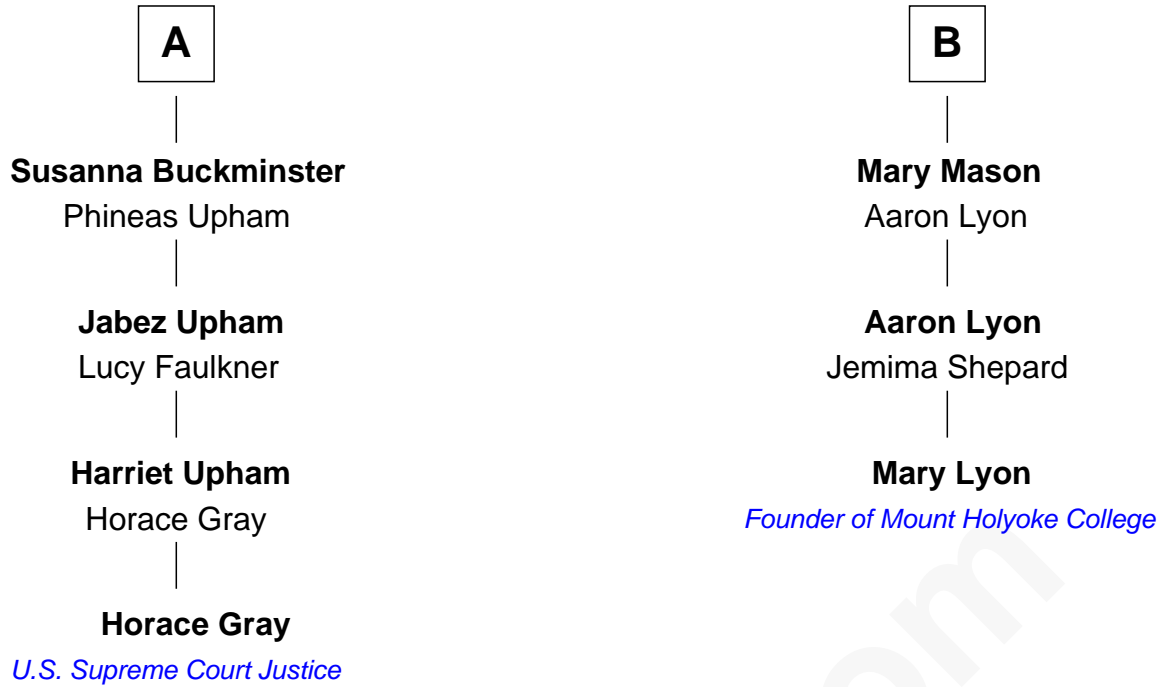 A
Susanna Buckminster
Phineas Upham
Jabez Upham
Lucy Faulkner
Harriet Upham
Horace Gray
Horace Gray
U.S. Supreme Court Justice
B
Mary Mason
Aaron Lyon
Aaron Lyon
Jemima Shepard
Mary Lyon
Founder of Mount Holyoke College
om